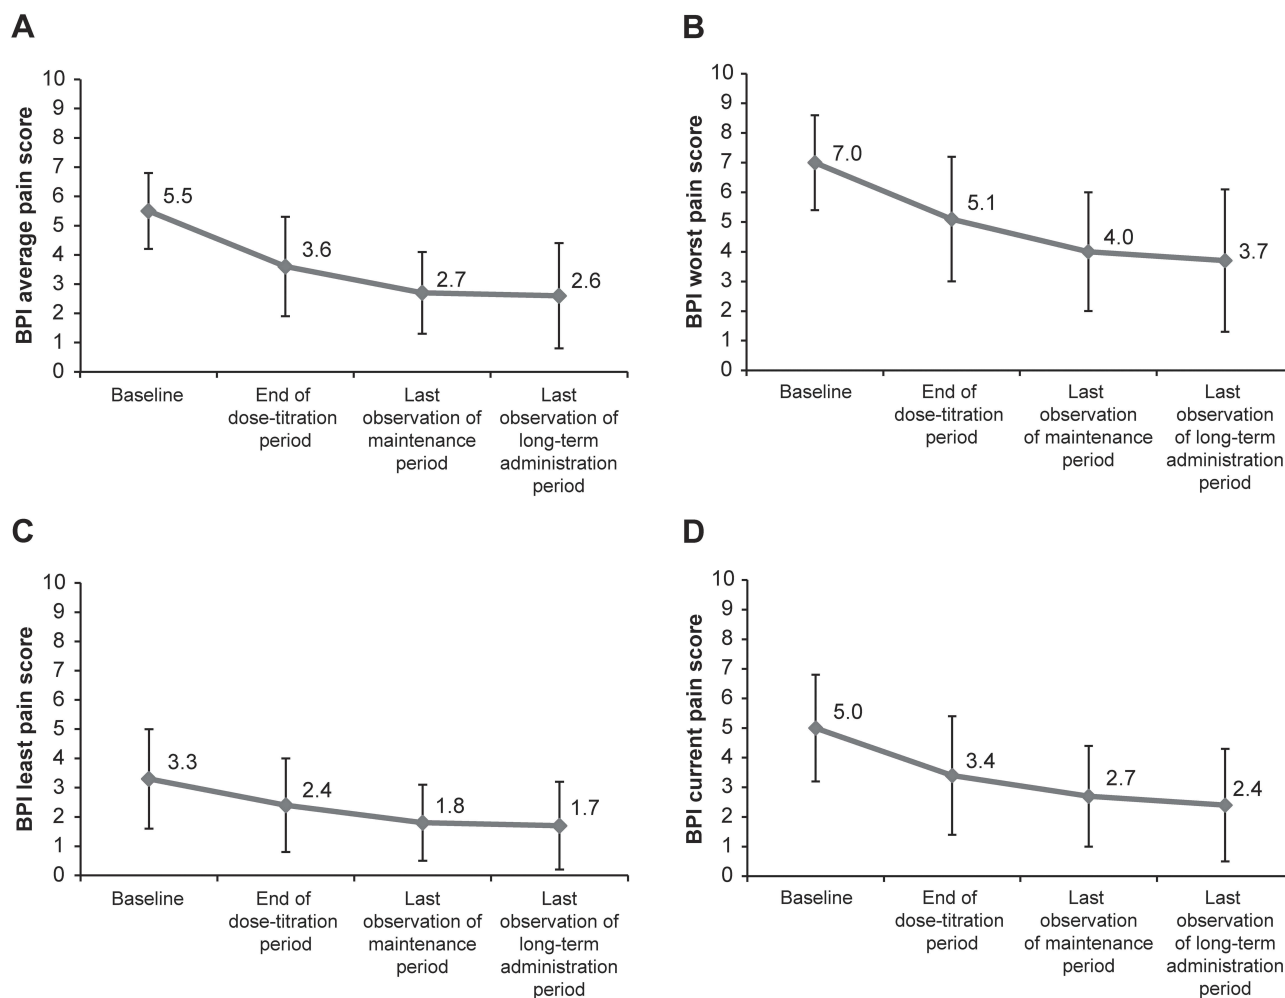 A
BPI average pain score
10
9
8
7
6
5
4
3
2
1
0
5.5
3.6
2.7
2.6
Baseline
End of
dose-titration
period
Last
observation of
maintenance
period
Last
observation of
long-term
administration
period
B
BPI worst pain score
10
9
8
7
6
5
4
3
2
1
0
7.0
5.1
4.0
3.7
Baseline
End of
dose-titration
period
Last
observation
of maintenance
period
Last
observation
of long-term
administration
period
C
BPI least pain score
10
9
8
7
6
5
4
3
2
1
0
3.3
2.4
1.8
1.7
Baseline
End of
dose-titration
period
Last
observation of
maintenance
period
Last
observation of
long-term
administration
period
D
BPI current pain score
10
9
8
7
6
5
4
3
2
1
0
5.0
3.4
2.7
2.4
Baseline
End of
dose-titration
period
Last
observation
of maintenance
period
Last
observation
of long-term
administration
period